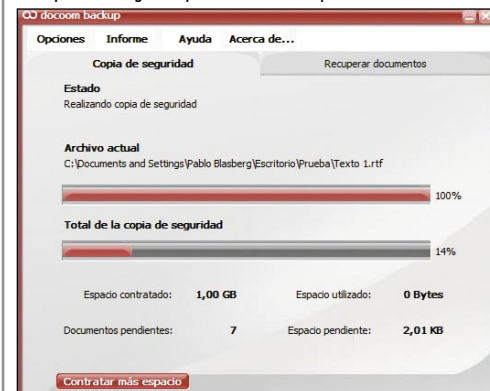 docoom backup
Opciones Informe Ayuda Acerca de...
Copia de seguridad Recuperar documentos
Estado
Realizando copia de seguridad
Archivo actual
C:\Documents and Settings\Pablo Blasberg\Escritorio\Prueba\Texto 1.rtf
100%
Total de la copia de seguridad
14%
Espacio contratado: 1,00 GB Espacio utilizado: 0 Bytes
Documentos pendientes: 7 Espacio pendiente: 2,01 KB
Contratar más espacio